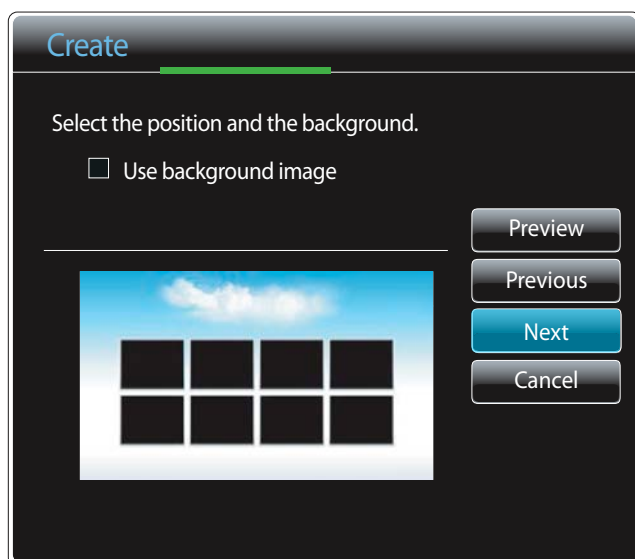 Create
Select the position and the background.
Use background image
Preview
Previous
Next
Cancel